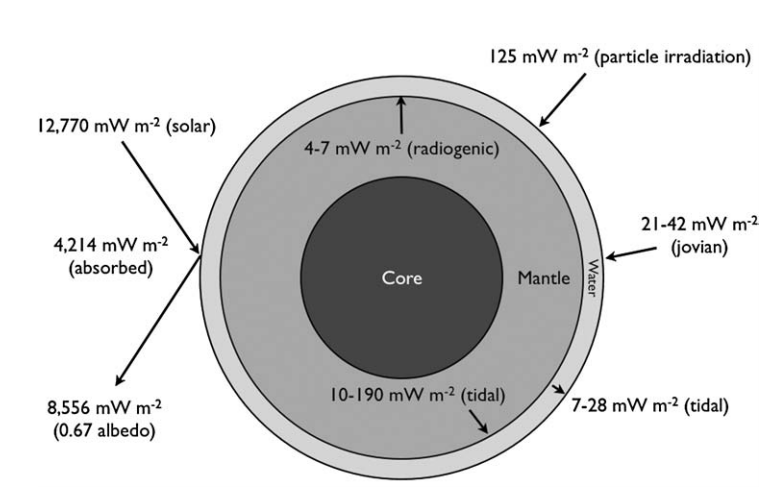 125 mW m-2 (particle irradiation)
12,770 mW m-2 (solar)
4-7 mW m-2 (radiogenic)
21-42 mW m-2
(jovian)
4,214 mW m-2
(absorbed)
Core
Mantle
Water
10-190 mW m-2 (tidal)
7-28 mW m-2 (tidal)
8,556 mW m-2
(0.67 albedo)